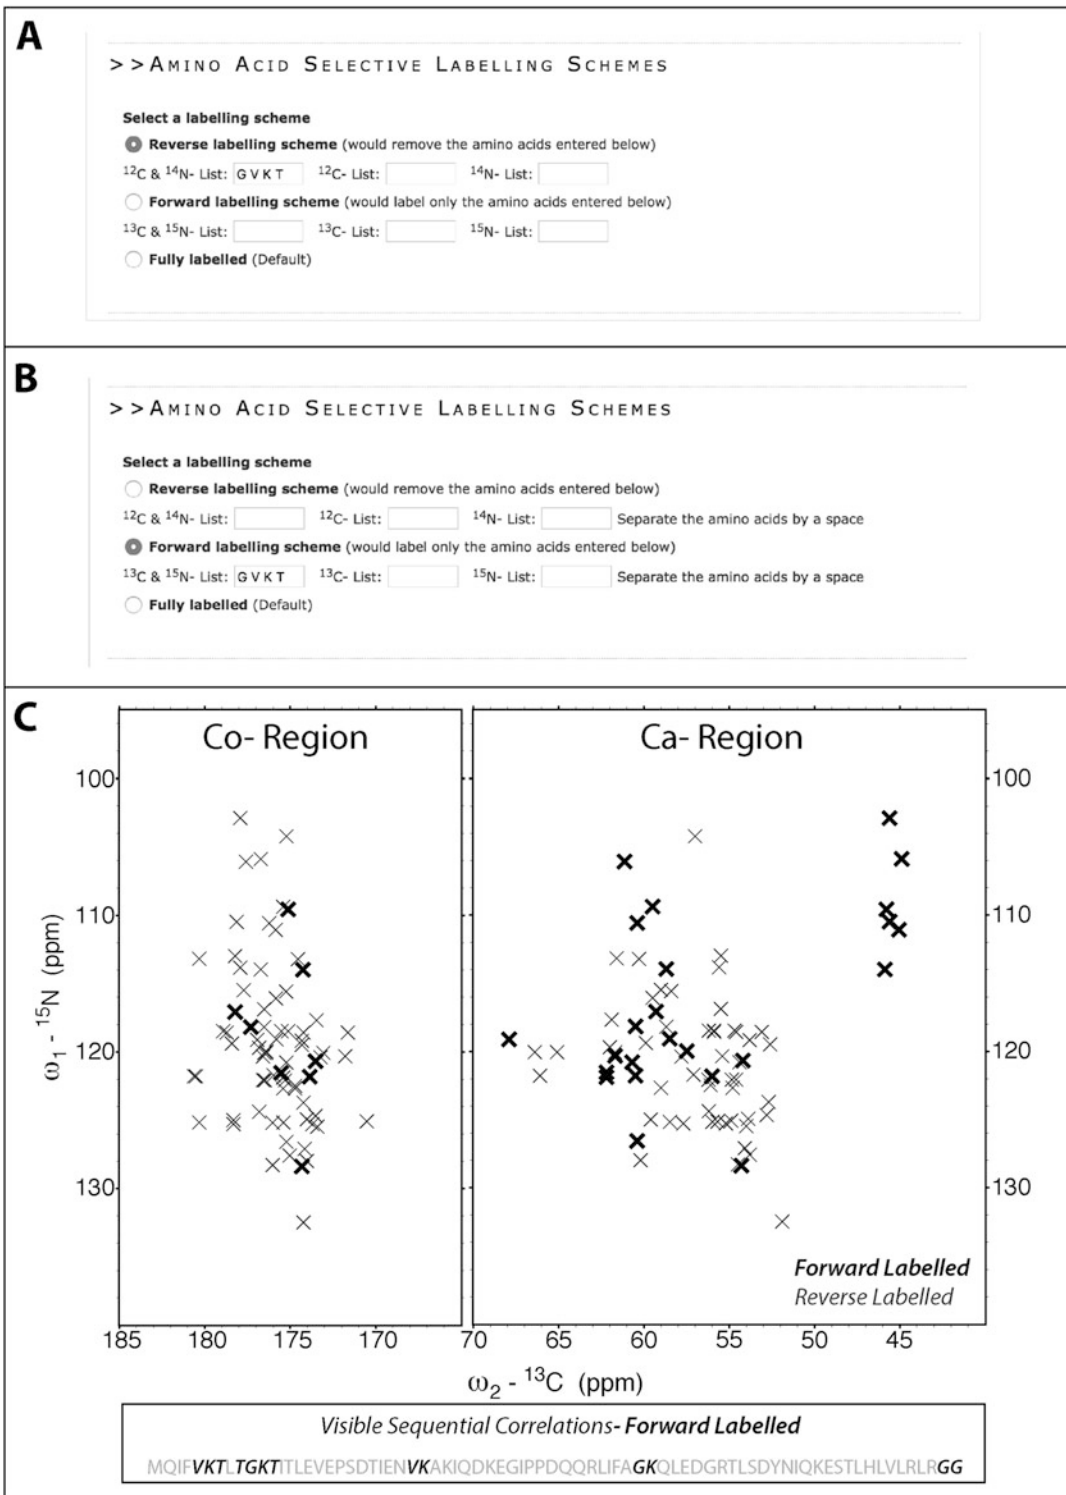 A
>>AMINO ACID SELECTIVE LABELLING SCHEMES
Select a labelling scheme
Reverse labelling scheme (would remove the amino acids entered below)
12C & 14N- List: G V K T 12C- List: 14N- List:
Forward labelling scheme (would label only the amino acids entered below)
13C & 15N- List: 13C- List: 15N- List:
Fully labelled (Default)
B
>>AMINO ACID SELECTIVE LABELLING SCHEMES
Select a labelling scheme
Reverse labelling scheme (would remove the amino acids entered below)
12C & 14N- List: 12C- List: 14N- List: Separate the amino acids by a space
Forward labelling scheme (would label only the amino acids entered below)
13C & 15N- List: G V K T 13C- List: 15N- List: Separate the amino acids by a space
Fully labelled (Default)
C
Co- Region
Ca- Region
100
110
120
130
ω1 - 15N (ppm)
100
110
120
130
Forward Labelled
Reverse Labelled
185 180 175 170
70 65 60 55 50 45
ω2 - 13C (ppm)
Visible Sequential Correlations- Forward Labelled
MQIFVKTLTGKTITLEVEPSDTIENVKAKIQDKEGIPPDQQRLIFAGKQLEDGRTLSDYNIQKESTLHLVLRLRGG